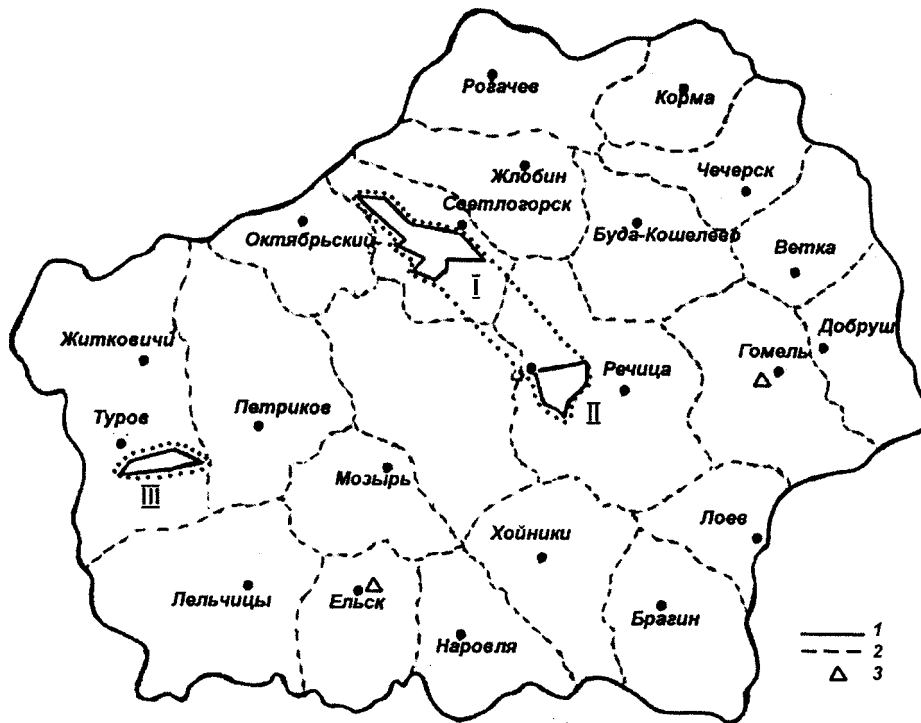 Рогачев
Корма
Чечерск
Жлобин
Светлогорск
Буда-Кошелеев
Октябрьский
Ветка
I
Добруш
Житковичи
Гомель
Речица
Петриков
Туров
II
Мозырь
III
Лоев
Хойники
Лельчицы
Ельск
Брагин
Наровля
1
2
3